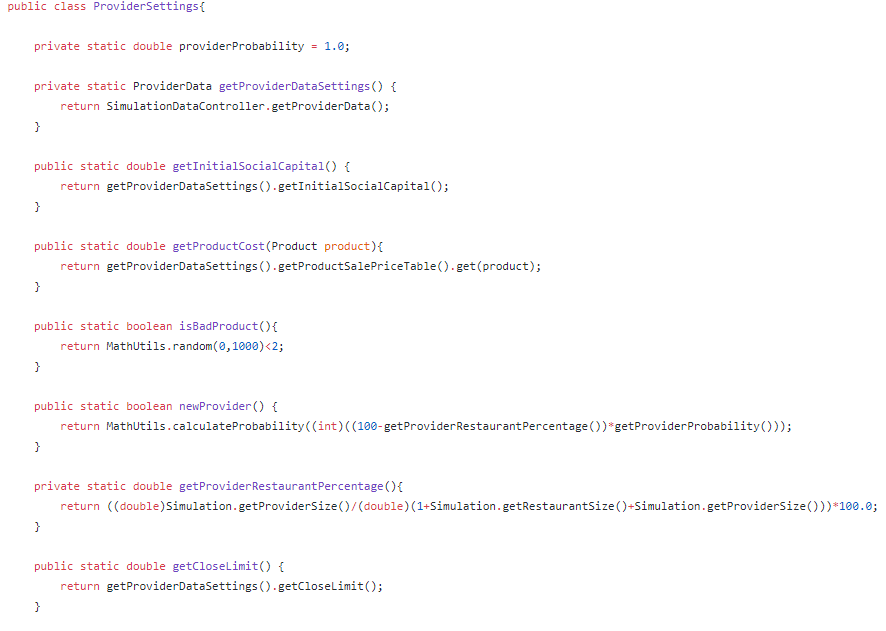 public class ProviderSettings{
private static double providerProbability = 1.0;
private static ProviderData getProviderDataSettings() {
return SimulationDataController.getProviderData();
}
public static double getInitialSocialCapital() {
return getProviderDataSettings().getInitialSocialCapital();
}
public static double getProductCost(Product product){
return getProviderDataSettings().getProductSalePriceTable().get(product);
}
public static boolean isBadProduct(){
return MathUtils.random(0,1000)<2;
}
public static boolean newProvider() {
return MathUtils.calculateProbability((int)((100-getProviderRestaurantPercentage())*getProviderProbability()));
}
private static double getProviderRestaurantPercentage(){
return ((double)Simulation.getProviderSize()/(double)(1+Simulation.getRestaurantSize()+Simulation.getProviderSize()))*100.0;
}
public static double getCloseLimit() {
return getProviderDataSettings().getCloseLimit();
}